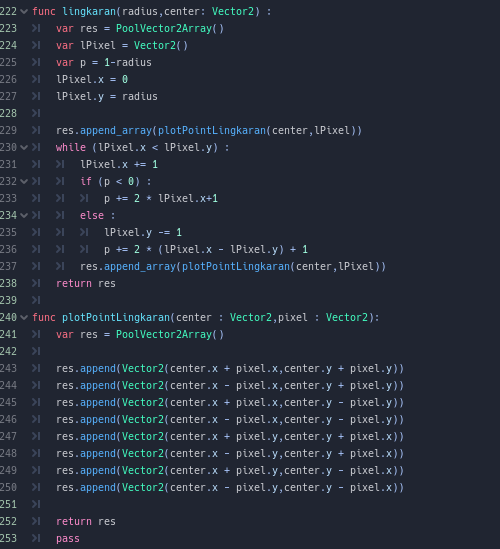 222 func lingkaran(radius,center: Vector2) :
223 var res = PoolVector2Array()
224 var lPixel = Vector2()
225 var p = 1-radius
226 lPixel.x = 0
227 lPixel.y = radius
228
229 res.append_array(plotPointLingkaran(center,lPixel))
230 while (lPixel.x < lPixel.y) :
231 lPixel.x += 1
232 if (p < 0) :
233 p += 2 * lPixel.x+1
234 else :
235 lPixel.y -= 1
236 p += 2 * (lPixel.x - lPixel.y) + 1
237 res.append_array(plotPointLingkaran(center,lPixel))
238 return res
239
240 func plotPointLingkaran(center : Vector2,pixel : Vector2):
241 var res = PoolVector2Array()
242
243 res.append(Vector2(center.x + pixel.x,center.y + pixel.y))
244 res.append(Vector2(center.x - pixel.x,center.y + pixel.y))
245 res.append(Vector2(center.x + pixel.x,center.y - pixel.y))
246 res.append(Vector2(center.x - pixel.x,center.y - pixel.y))
247 res.append(Vector2(center.x + pixel.y,center.y + pixel.x))
248 res.append(Vector2(center.x - pixel.y,center.y + pixel.x))
249 res.append(Vector2(center.x + pixel.y,center.y - pixel.x))
250 res.append(Vector2(center.x - pixel.y,center.y - pixel.x))
251
252 return res
253 pass